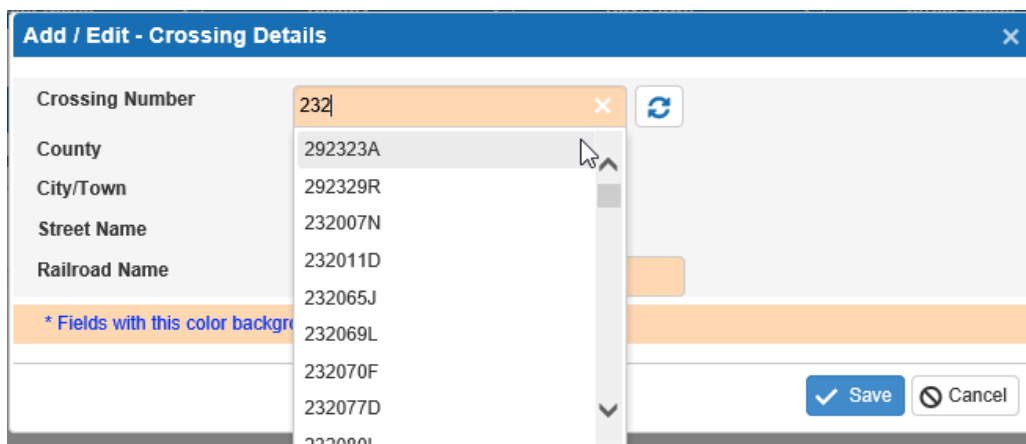 Add / Edit - Crossing Details
Crossing Number
232
County
292323A
City/Town
292329R
Street Name
232007N
232011D
Railroad Name
232065J
* Fields with this color backgr
232069L
232070F
232077D
Save
Cancel